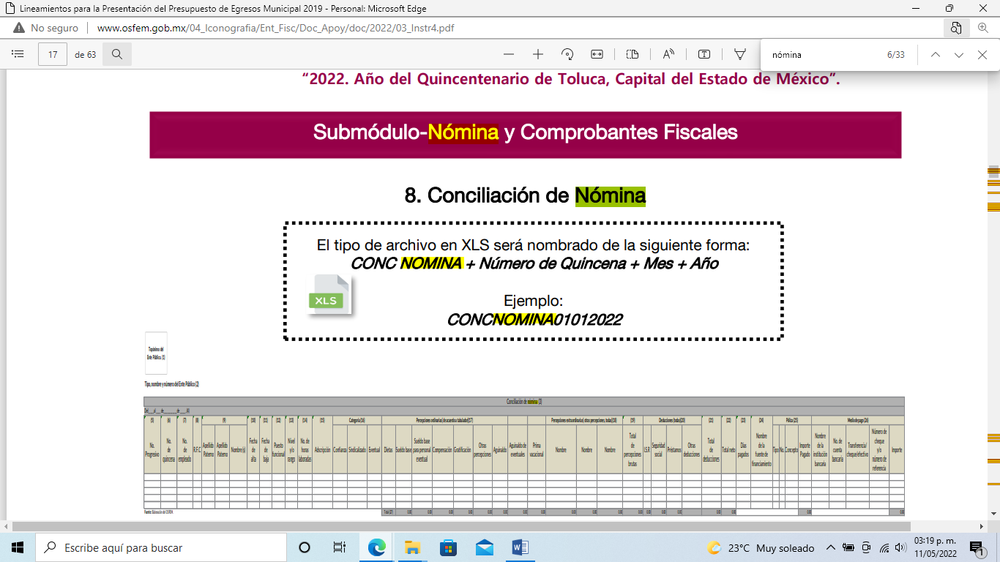 Lineamientos para la Presentación del Presupuesto de Egresos Municipal 2019 - Personal: Microsoft Edge
No seguro www.osfem.gob.mx/04_Iconografia/Ent_Fisc/Doc_Apoy/doc/2022/03_Instr4.pdf
17 de 63
nómina 6/33
“2022. Año del Quincentenario de Toluca, Capital del Estado de México”.
Submódulo-Nómina y Comprobantes Fiscales
8. Conciliación de Nómina
El tipo de archivo en XLS será nombrado de la siguiente forma:
CONC NOMINA + Número de Quincena + Mes + Año
XLS
Ejemplo:
CONCNOMINA01012022
Topónimo del
Ente Público (1)
Tipo, nombre y número del Ente Público (2)
Conciliación de nómina (3)
Del ___ al ___ de ________ de ____ (4)
(5) (6) (7) (8) (9) (10) (11) (12) (13) (14) (15) Categoría (16) Percepciones ordinarias( de acuerdo a tabulador)(17) Percepciones extraordinarias( otras percepciones, todas)(18) (19) Deducciones (todas)(20) (21) (22) (23) (24) Póliza (25) Medio de pago (26)
No. Progresivo
No. de quincena
No. de empleado
R.F.C
Apellido Paterno
Apellido Materno
Nombre (s)
Fecha de alta
Fecha de baja
Puesto funcional
Nivel y/o rango
No. de horas laboradas
Adscripción
Confianza
Sindicalizado
Eventual
Dietas
Sueldo base
Sueldo base para personal eventual
Compensación
Gratificación
Otras percepciones
Aguinaldo
Aguinaldo de eventuales
Prima vacacional
Nombre
Nombre
Nombre
Total de percepciones brutas
I.S.R
Seguridad social
Préstamos
Otras deducciones
Total de deducciones
Total neto
Días pagados
Nombre de la fuente de financiamiento
Tipo
No.
Concepto
Importe Pagado
Nombre de la institución bancaria
No. de cuenta bancaria
Transferencia/ cheque/efectivo
Número de cheque y/o número de referencia
Importe
Fuente: Elaboración del OSFEM
Total (27) 0.00 0.00 0.00 0.00 0.00 0.00 0.00 0.00 0.00 0.00 0.00 0.00 0.00 0.00 0.00 0.00 0.00 0.00 0.00 0.00 0.00
Escribe aquí para buscar
23°C Muy soleado
03:19 p. m.
11/05/2022
1